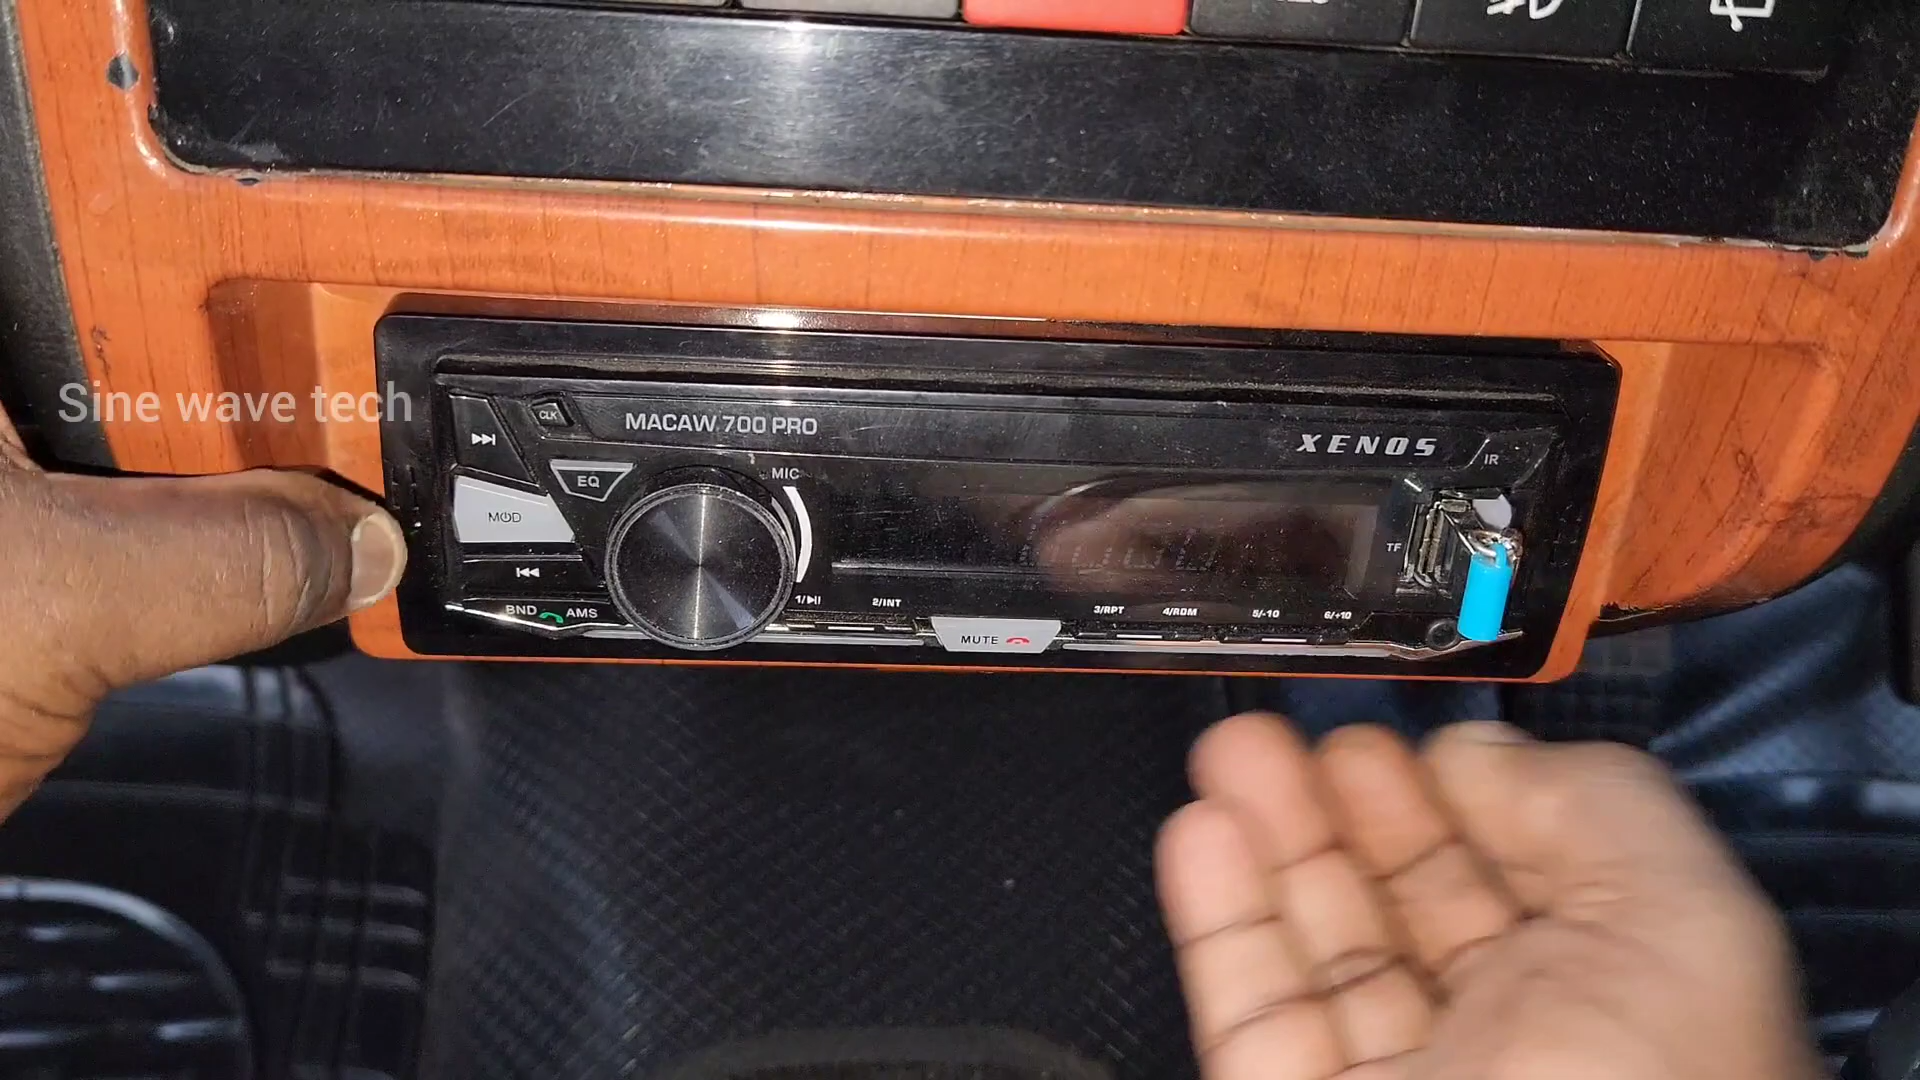 Sine wave tech
CLK
MACAW 700 PRO
XENOS
IR
EQ
MIC
MOD
TF
BND
AMS
1/⏯
2/INT
3/RPT
4/RDM
5/-10
6/+10
MUTE